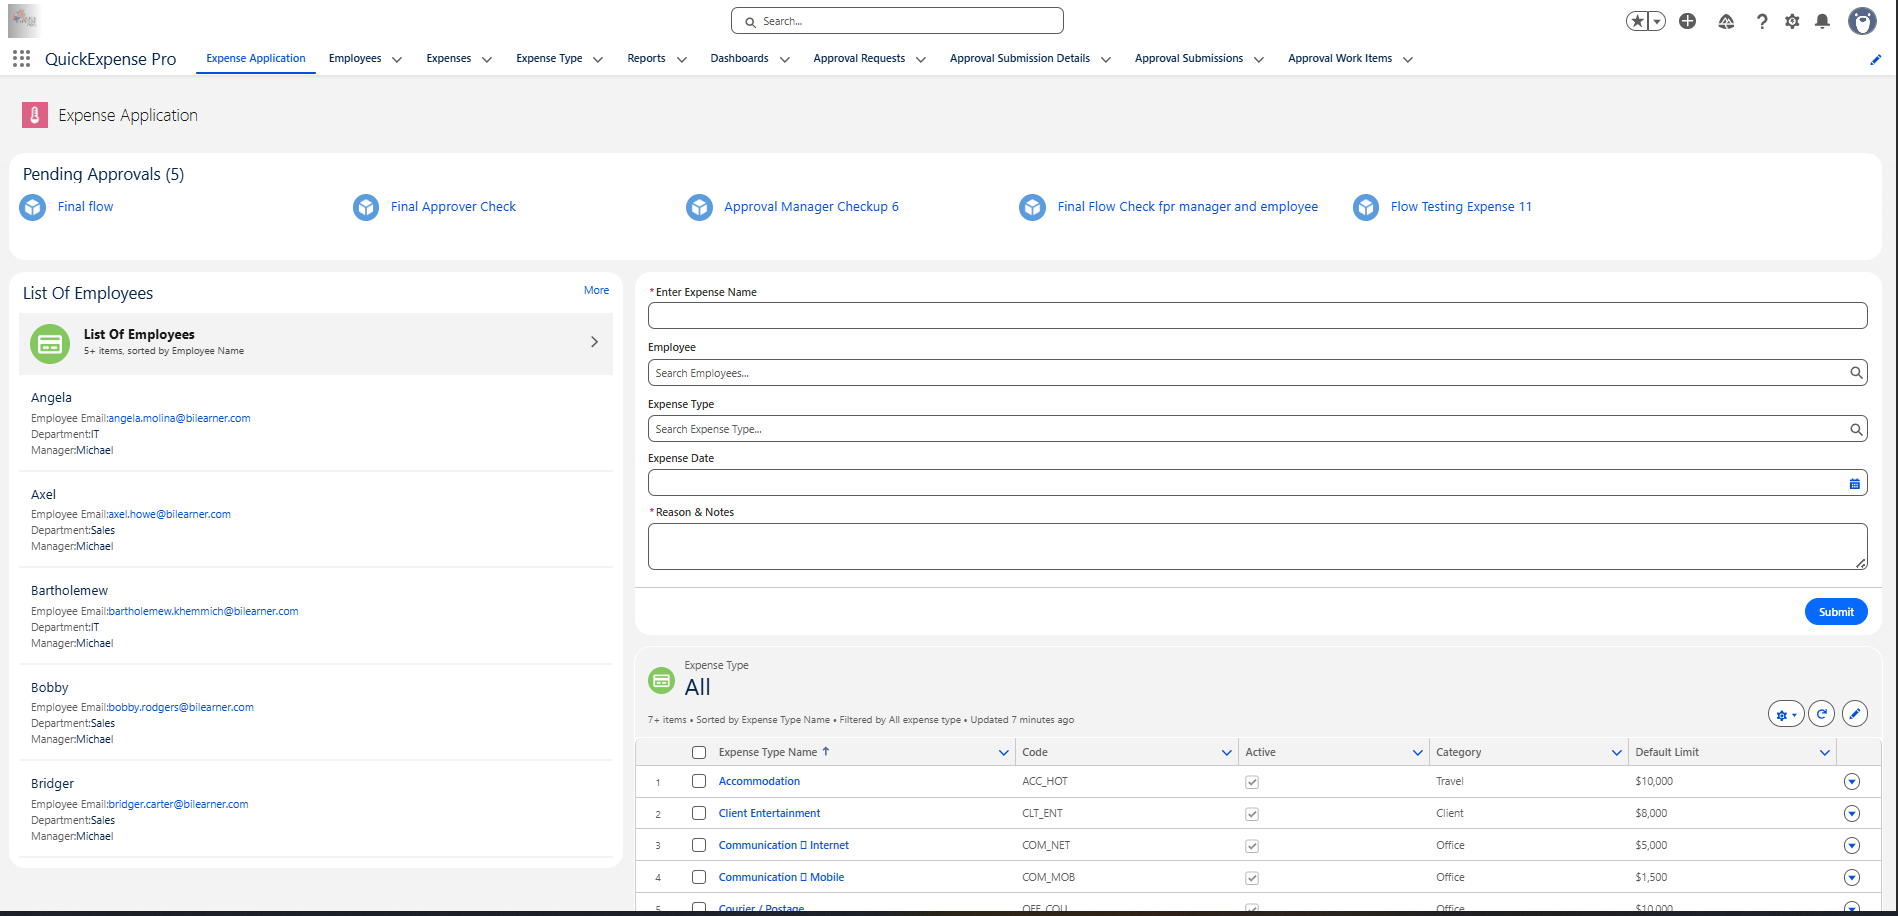 Search...
QuickExpense Pro
Expense Application
Employees
Expenses
Expense Type
Reports
Dashboards
Approval Requests
Approval Submission Details
Approval Submissions
Approval Work Items
Expense Application
Pending Approvals (5)
Final flow
Final Approver Check
Approval Manager Checkup 6
Final Flow Check fpr manager and employee
Flow Testing Expense 11
List Of Employees
More
List Of Employees
5+ items, sorted by Employee Name
Angela
Employee Email:angela.molina@bilearner.com
Department:IT
Manager:Michael
Axel
Employee Email:axel.howe@bilearner.com
Department:Sales
Manager:Michael
Bartholemew
Employee Email:bartholemew.khemmich@bilearner.com
Department:IT
Manager:Michael
Bobby
Employee Email:bobby.rodgers@bilearner.com
Department:Sales
Manager:Michael
Bridger
Employee Email:bridger.carter@bilearner.com
Department:Sales
Manager:Michael
*Enter Expense Name
Employee
Search Employees...
Expense Type
Search Expense Type...
Expense Date
*Reason & Notes
Submit
Expense Type
All
7+ items • Sorted by Expense Type Name • Filtered by All expense type • Updated 7 minutes ago
Expense Type Name ↑ Code Active Category Default Limit
1 Accommodation ACC_HOT Travel $10,000
2 Client Entertainment CLT_ENT Client $8,000
3 Communication ▯ Internet COM_NET Office $5,000
4 Communication ▯ Mobile COM_MOB Office $1,500
5 Courier / Postage OFF_COU Office $10,000